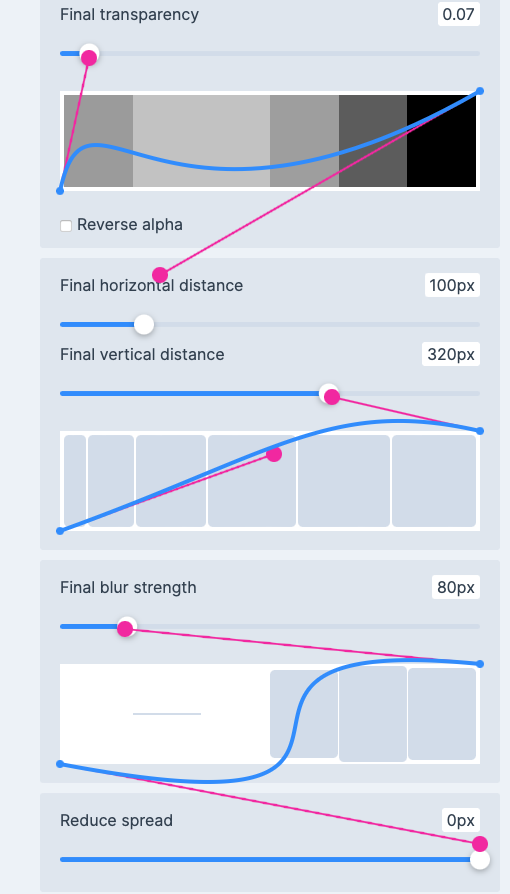 Final transparency 0.07
Reverse alpha
Final horizontal distance 100px
Final vertical distance 320px
Final blur strength 80px
Reduce spread 0px